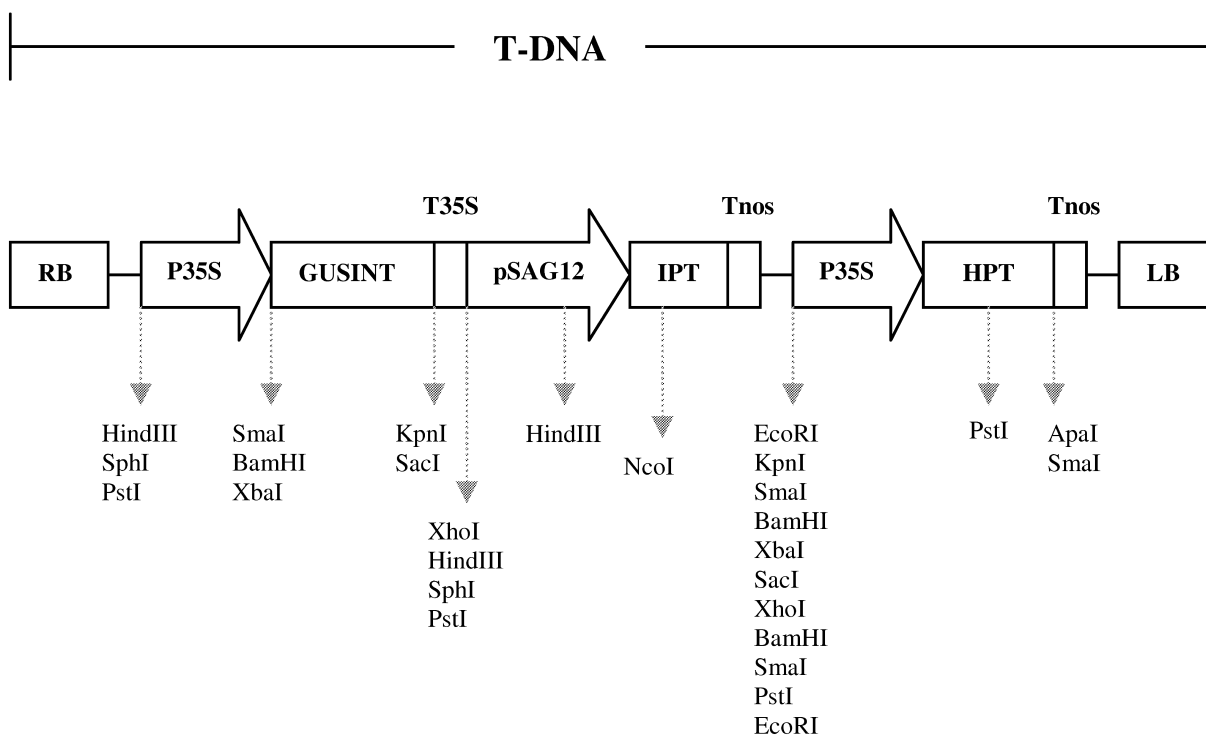 T-DNA
T35S
Tnos
Tnos
RB
P35S
GUSINT
pSAG12
IPT
P35S
HPT
LB
HindIII
SphI
PstI
SmaI
BamHI
XbaI
KpnI
SacI
XhoI
HindIII
SphI
PstI
HindIII
NcoI
EcoRI
KpnI
SmaI
BamHI
XbaI
SacI
XhoI
BamHI
SmaI
PstI
EcoRI
PstI
ApaI
SmaI